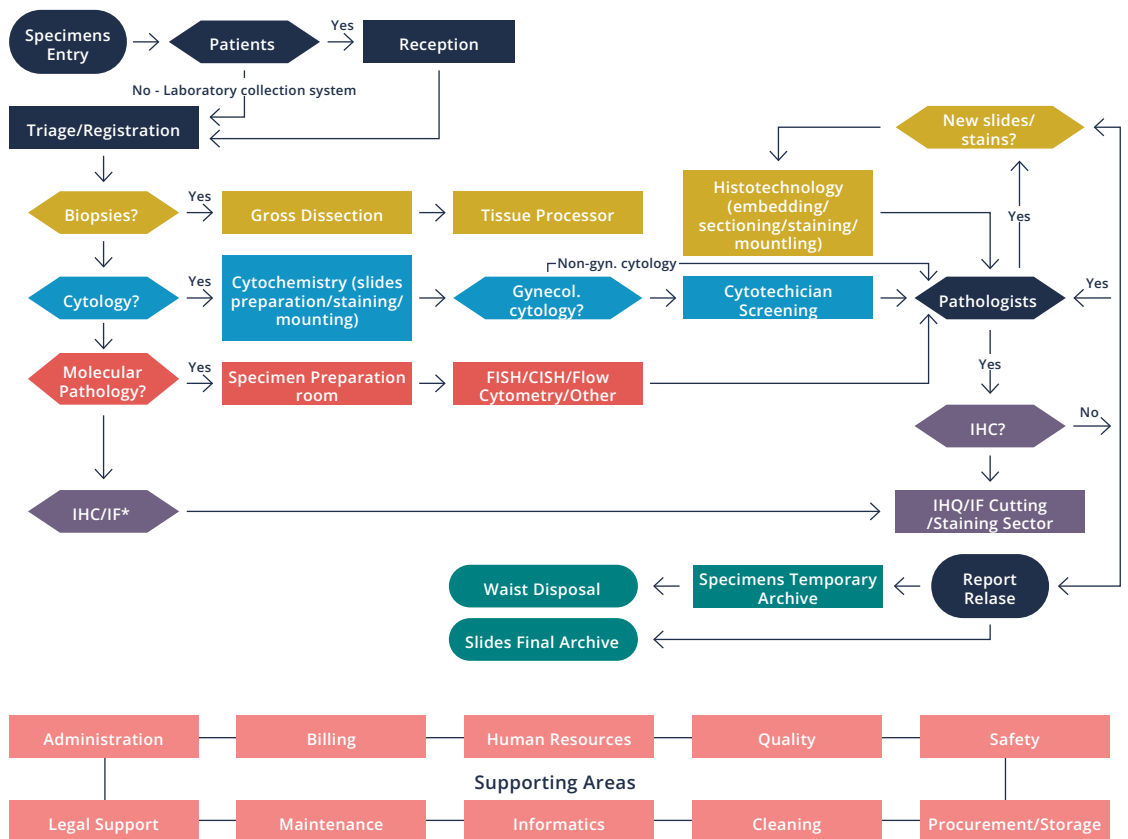 Specimens
Entry
Patients
Yes
Reception
No - Laboratory collection system
Triage/Registration
New slides/
stains?
Biopsies?
Yes
Gross Dissection
Tissue Processor
Histotechnology
(embedding/
sectioning/staining/
mountling)
Yes
Non-gyn. cytology
Cytology?
Yes
Cytochemistry (slides
preparation/staining/
mounting)
Gynecol.
cytology?
Cytotechician
Screening
Pathologists
Yes
Molecular
Pathology?
Yes
Specimen Preparation
room
FISH/CISH/Flow
Cytometry/Other
Yes
IHC?
No
IHC/IF*
IHQ/IF Cutting
/Staining Sector
Waist Disposal
Specimens Temporary
Archive
Report
Relase
Slides Final Archive
Administration
Billing
Human Resources
Quality
Safety
Supporting Areas
Legal Support
Maintenance
Informatics
Cleaning
Procurement/Storage